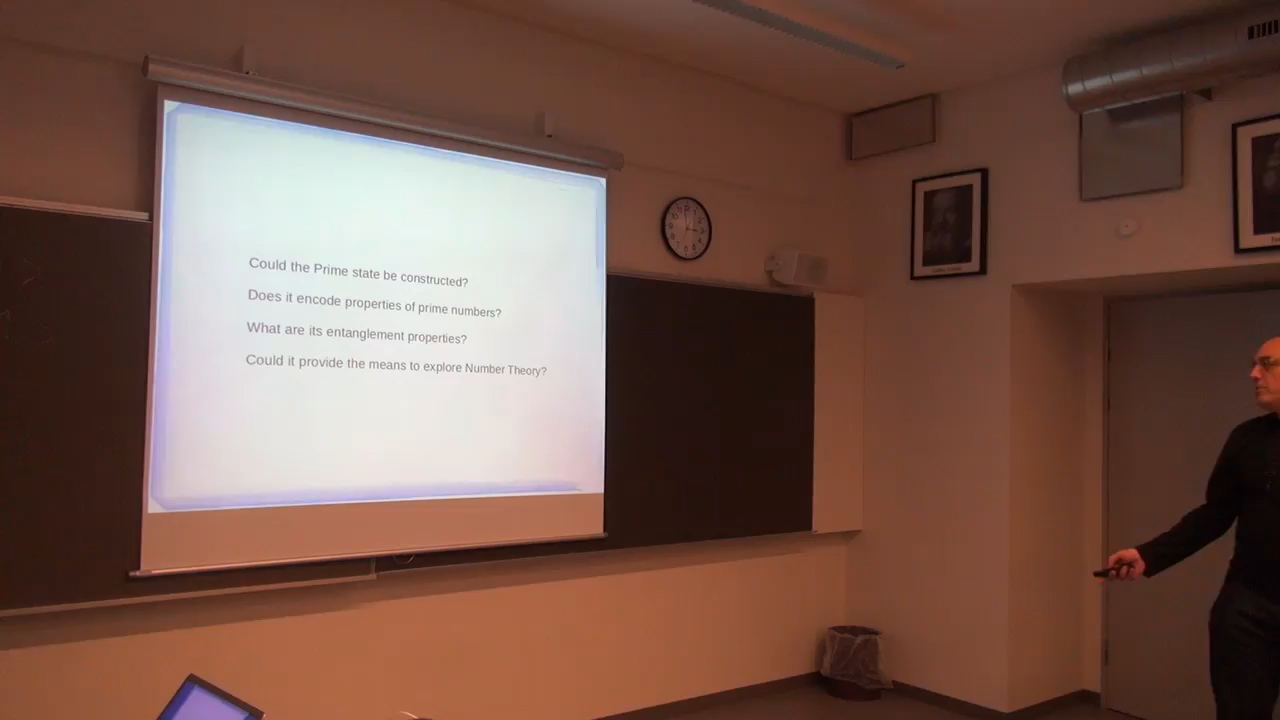 Could the Prime state be constructed?
Does it encode properties of prime numbers?
What are its entanglement properties?
Could it provide the means to explore Number Theory?